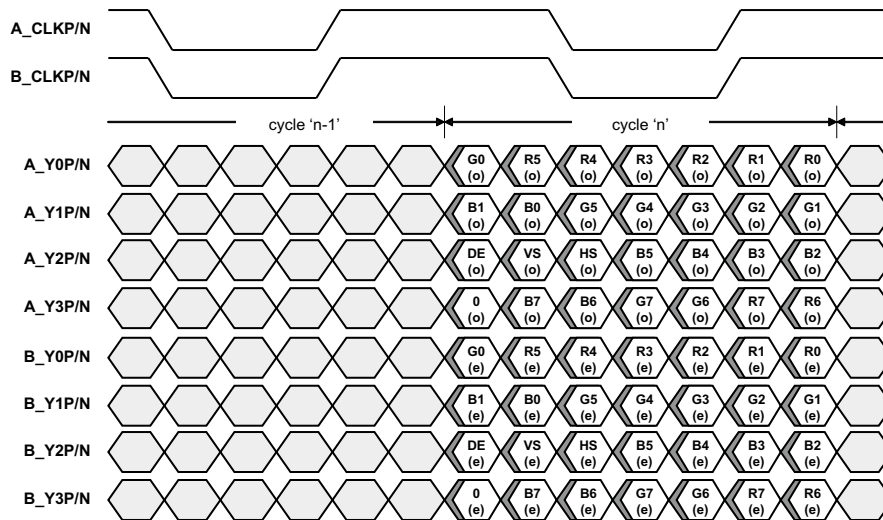 A_CLKP/N
B_CLKP/N
cycle ‘n-1’ cycle ‘n’
A_Y0P/N G0 (o) R5 (o) R4 (o) R3 (o) R2 (o) R1 (o) R0 (o)
A_Y1P/N B1 (o) B0 (o) G5 (o) G4 (o) G3 (o) G2 (o) G1 (o)
A_Y2P/N DE (o) VS (o) HS (o) B5 (o) B4 (o) B3 (o) B2 (o)
A_Y3P/N 0 (o) B7 (o) B6 (o) G7 (o) G6 (o) R7 (o) R6 (o)
B_Y0P/N G0 (e) R5 (e) R4 (e) R3 (e) R2 (e) R1 (e) R0 (e)
B_Y1P/N B1 (e) B0 (e) G5 (e) G4 (e) G3 (e) G2 (e) G1 (e)
B_Y2P/N DE (e) VS (e) HS (e) B5 (e) B4 (e) B3 (e) B2 (e)
B_Y3P/N 0 (e) B7 (e) B6 (e) G7 (e) G6 (e) R7 (e) R6 (e)